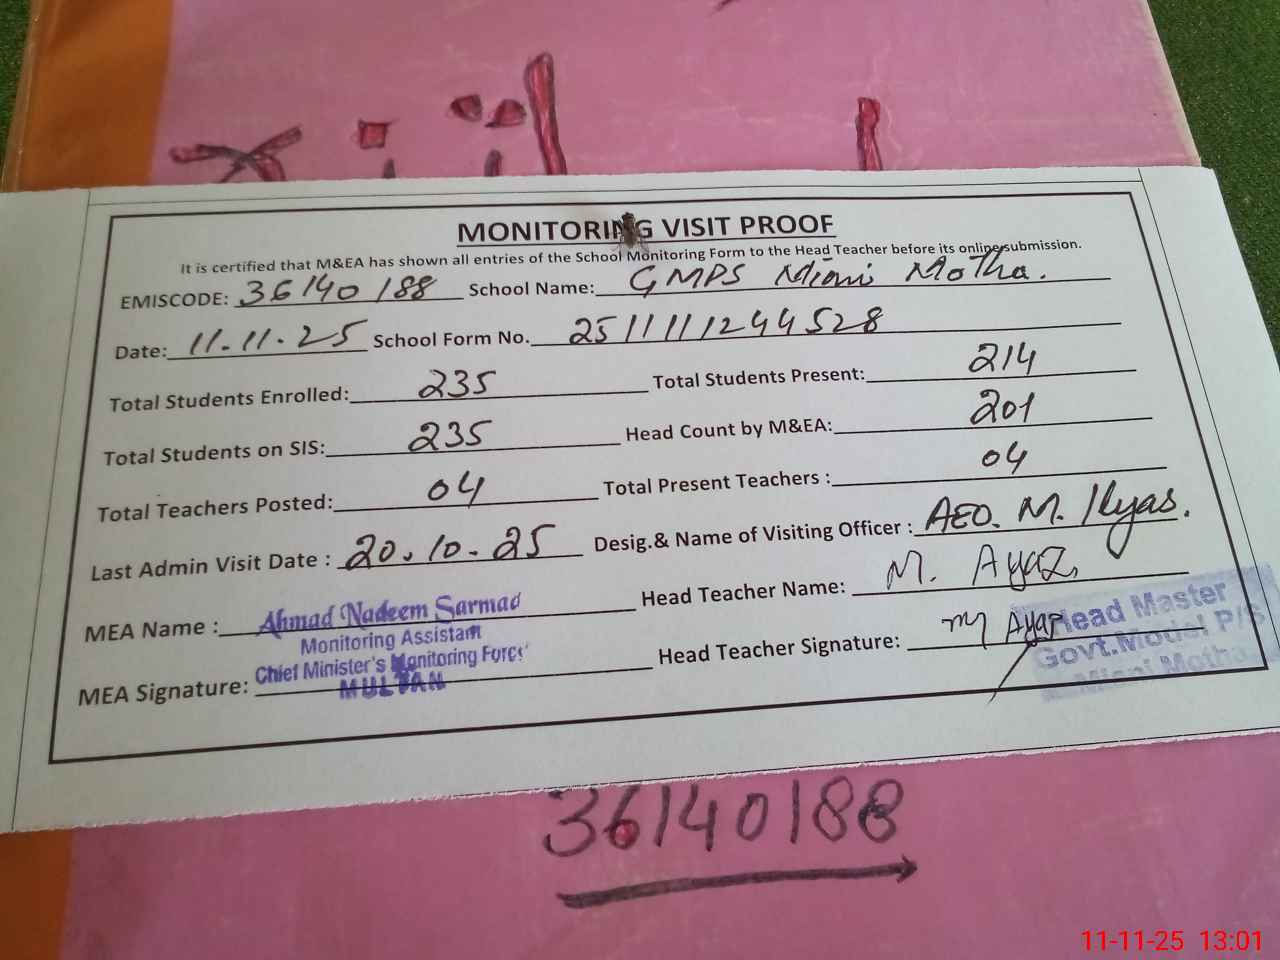 MONITORING VISIT PROOF
It is certified that M&EA has shown all entries of the School Monitoring Form to the Head Teacher before its online submission.
EMISCODE: 36140188 School Name: GMPS Miani Motha.
Date: 11.11.25 School Form No. 2511111244528
Total Students Enrolled: 235 Total Students Present: 214
Total Students on SIS: 235 Head Count by M&EA: 201
Total Teachers Posted: 04 Total Present Teachers : 04
Last Admin Visit Date : 20.10.25 Desig.& Name of Visiting Officer : AEO. M. Ilyas.
MEA Name : Ahmad Nadeem Sarmad Head Teacher Name: M. Ayaz
Monitoring Assistant
Chief Minister's Monitoring Force
MULTAN
MEA Signature: Head Teacher Signature: M Ayaz
Head Master
Govt. Model P/S
Miani Motha
36140188
11-11-25 13:01